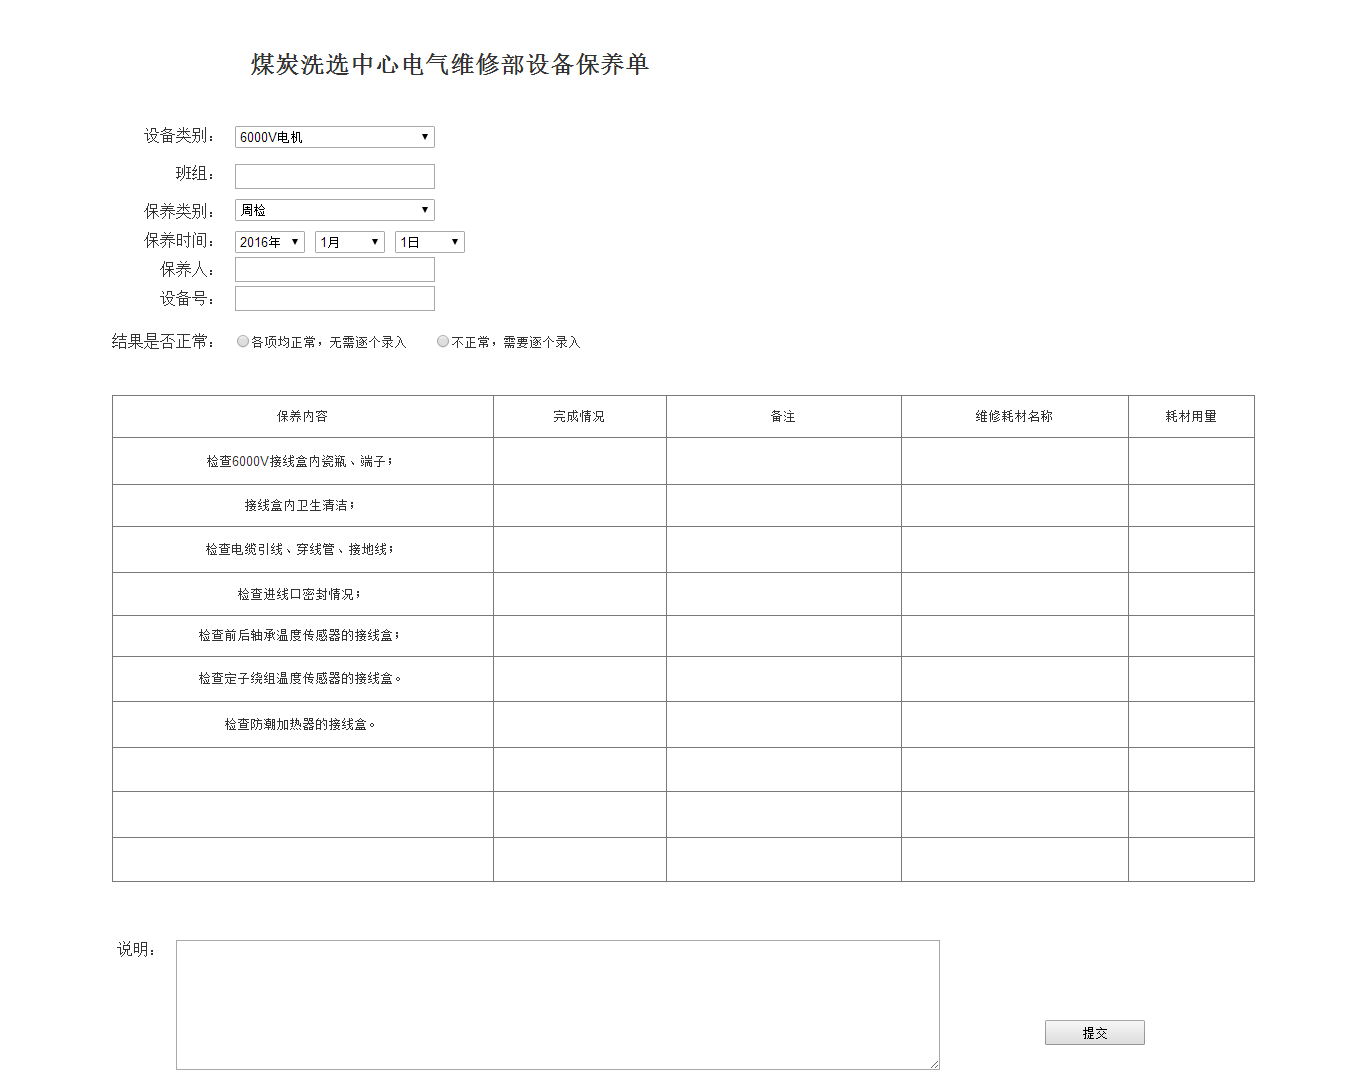 煤炭洗选中心电气维修部设备保养单
设备类别： 6000V电机
班组：
保养类别： 周检
保养时间： 2016年 1月 1日
保养人：
设备号：
结果是否正常： 各项均正常，无需逐个录入 不正常，需要逐个录入
保养内容 完成情况 备注 维修耗材名称 耗材用量
检查6000V接线盒内瓷瓶、端子；
接线盒内卫生清洁；
检查电缆引线、穿线管、接地线；
检查进线口密封情况；
检查前后轴承温度传感器的接线盒；
检查定子绕组温度传感器的接线盒。
检查防潮加热器的接线盒。
说明：
提交